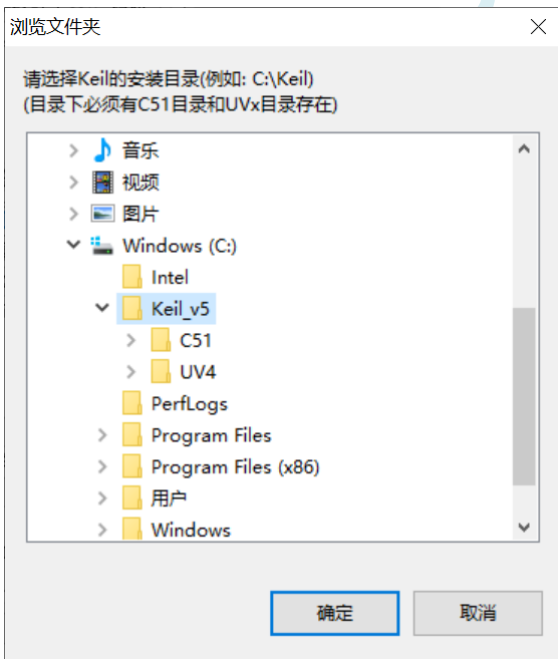 浏览文件夹
请选择Keil的安装目录(例如: C:\Keil)
(目录下必须有C51目录和UVx目录存在)
音乐
视频
图片
Windows (C:)
Intel
Keil_v5
C51
UV4
PerfLogs
Program Files
Program Files (x86)
用户
Windows
确定
取消